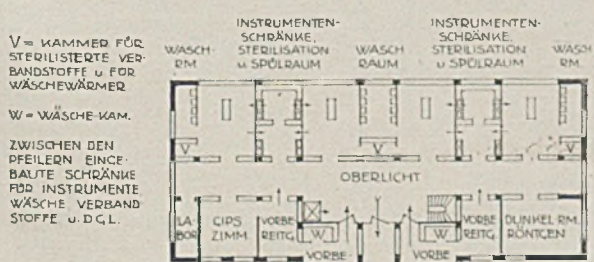 V = KAMMER FÜR
STERILISTERTE VER-
BANDSTOFFE u FÜR
WÄSCHEWÄRMER
W = WÄSCHE-KAM.
ZWISCHEN DEN
PFEILERN EINGE-
BAUTE SCHRÄNKE
FÜR INSTRUMENTE
WÄSCHE VERBAND
STOFFE u. DGL.
INSTRUMENTEN-
SCHRÄNKE,
STERILISATION
u SPÜLRAUM
INSTRUMENTEN-
SCHRÄNKE,
STERILISATION
u SPÜLRAUM
WASCH
RM
WASCH
RAUM
WASCH
RM
V
V
V
OBERLICHT
LA-
BOR
GIPS
ZIMM.
VORBE
REITG
W
W
VORBE
REITG
DUNKEL-RM.
RÖNTGEN
VORBE-
VORBE